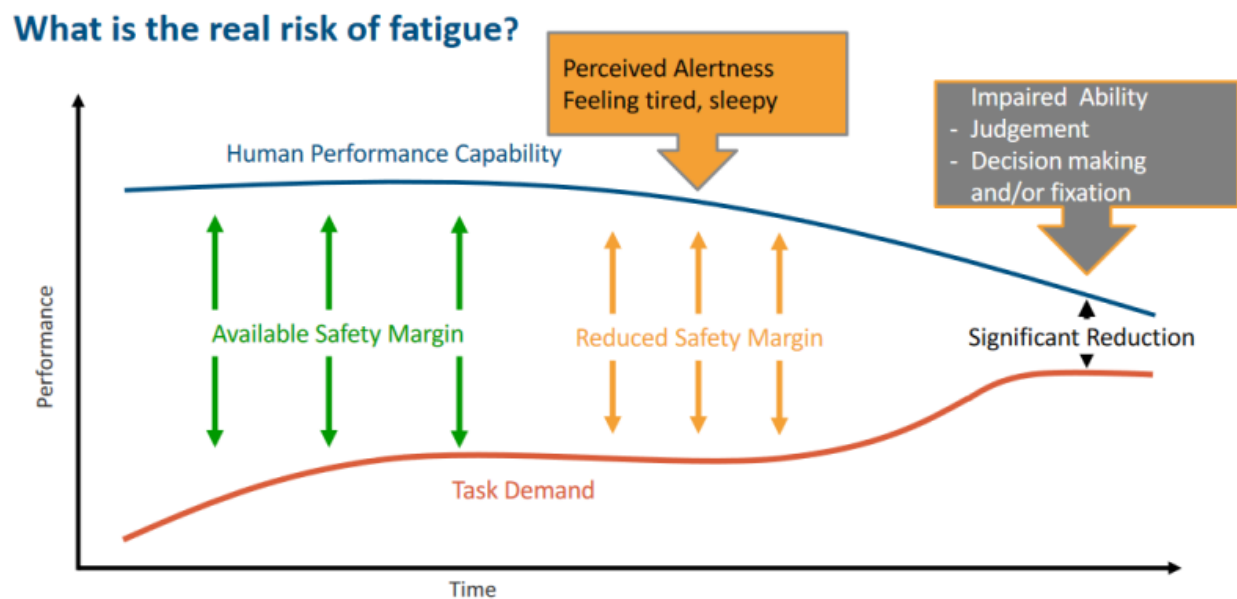 What is the real risk of fatigue?
Perceived Alertness
Feeling tired, sleepy
Impaired Ability
- Judgement
- Decision making
and/or fixation
Human Performance Capability
Available Safety Margin
Reduced Safety Margin
Significant Reduction
Performance
Task Demand
Time